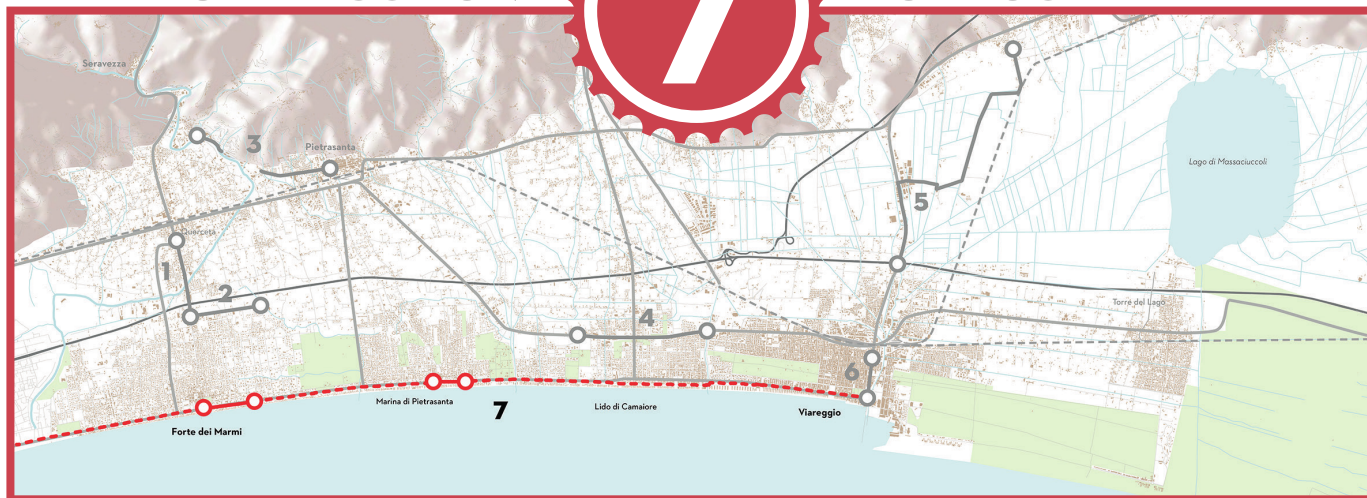 7
Seravezza
3
Pietrasanta
Lago di Massaciuccoli
5
Querceta
1
2
Torre del Lago
4
6
Marina di Pietrasanta
7
Lido di Camaiore
Viareggio
Forte dei Marmi